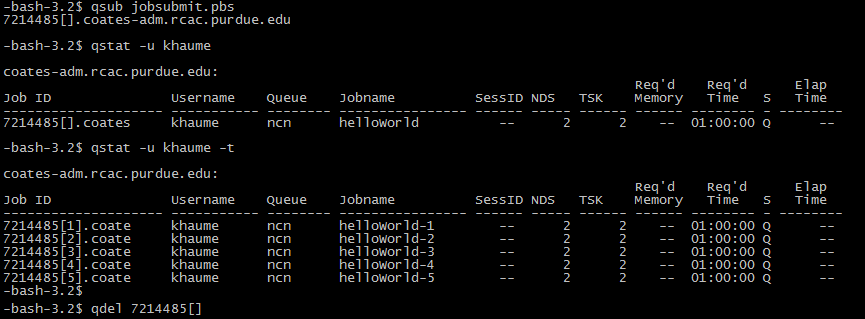 -bash-3.2$ qsub jobsubmit.pbs
7214485[].coates-adm.rcac.purdue.edu
-bash-3.2$ qstat -u khaume
coates-adm.rcac.purdue.edu:
                                                                               Req'd    Req'd      Elap
Job ID               Username    Queue    Jobname          SessID NDS   TSK    Memory   Time    S  Time
-------------------- ----------- -------- ---------------- ------ ----- ------ ------ -------- - --------
7214485[].coates     khaume      ncn      helloWorld         --      2      2    --   01:00:00 Q    --
-bash-3.2$ qstat -u khaume -t
coates-adm.rcac.purdue.edu:
                                                                               Req'd    Req'd      Elap
Job ID               Username    Queue    Jobname          SessID NDS   TSK    Memory   Time    S  Time
-------------------- ----------- -------- ---------------- ------ ----- ------ ------ -------- - --------
7214485[1].coate     khaume      ncn      helloWorld-1       --      2      2    --   01:00:00 Q    --
7214485[2].coate     khaume      ncn      helloWorld-2       --      2      2    --   01:00:00 Q    --
7214485[3].coate     khaume      ncn      helloWorld-3       --      2      2    --   01:00:00 Q    --
7214485[4].coate     khaume      ncn      helloWorld-4       --      2      2    --   01:00:00 Q    --
7214485[5].coate     khaume      ncn      helloWorld-5       --      2      2    --   01:00:00 Q    --
-bash-3.2$
-bash-3.2$ qdel 7214485[]